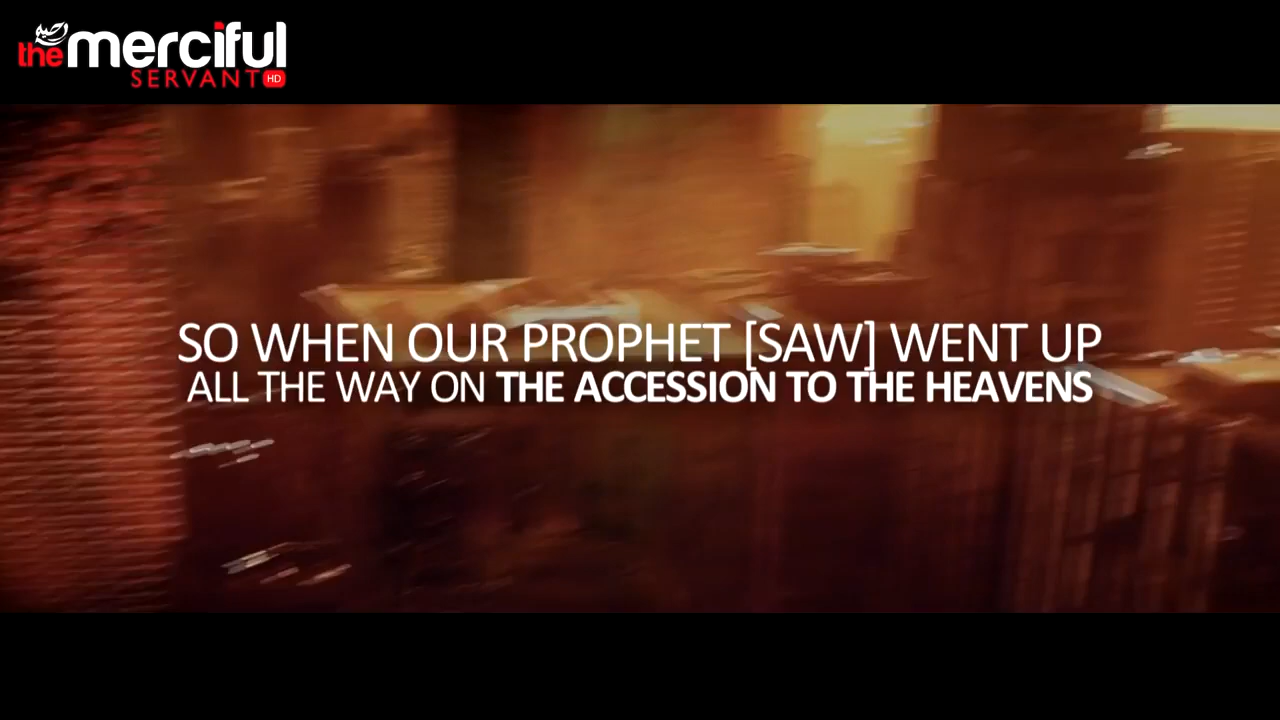 the merciful
SERVANT HD
SO WHEN OUR PROPHET [SAW] WENT UP
ALL THE WAY ON THE ACCESSION TO THE HEAVENS